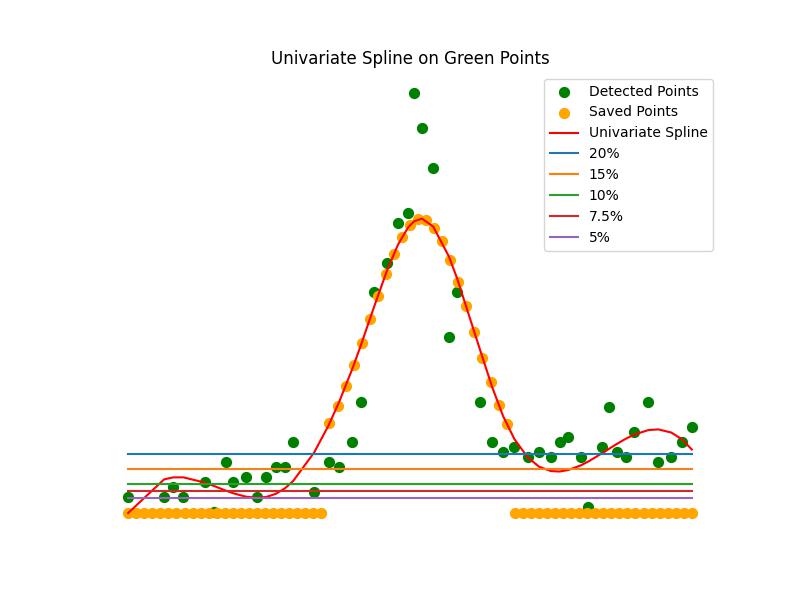 Univariate Spline on Green Points
Detected Points
Saved Points
Univariate Spline
20%
15%
10%
7.5%
5%